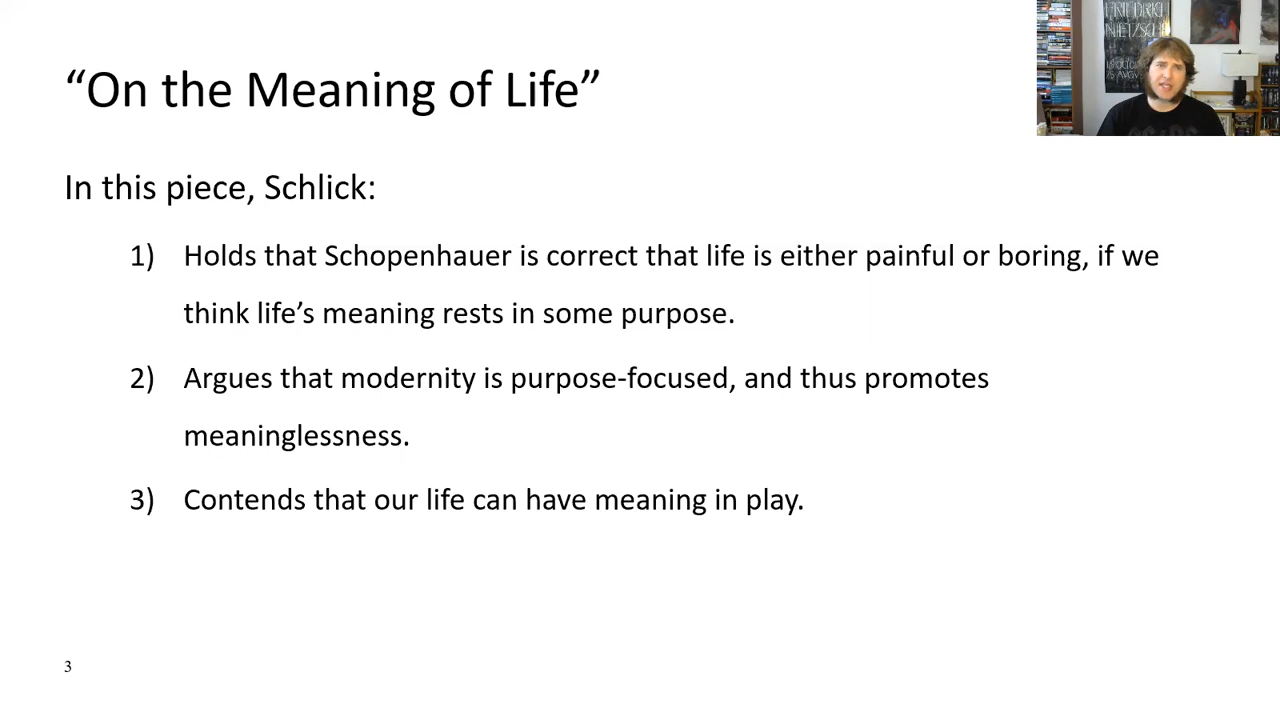 FRIEDRICH
NIETZSCHE
“On the Meaning of Life”
In this piece, Schlick:
1) Holds that Schopenhauer is correct that life is either painful or boring, if we
think life’s meaning rests in some purpose.
2) Argues that modernity is purpose-focused, and thus promotes
meaninglessness.
3) Contends that our life can have meaning in play.
3